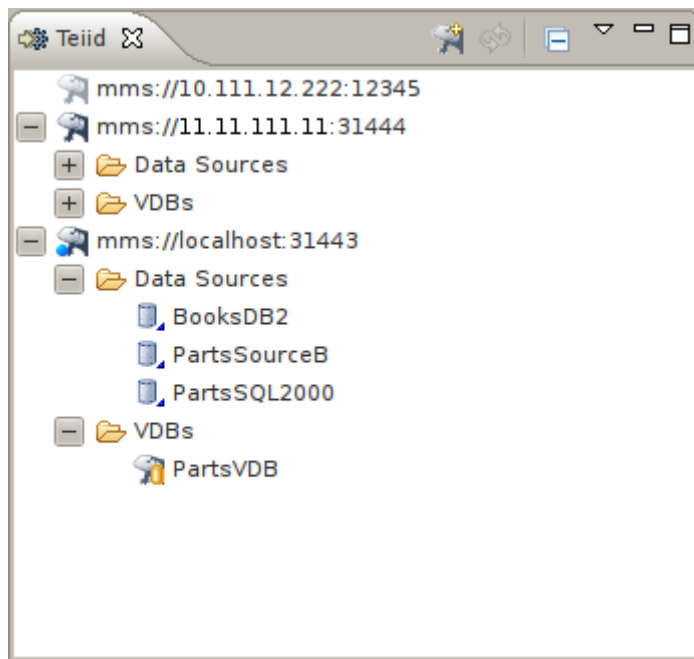 Teiid
mms://10.111.12.222:12345
mms://11.11.111.11:31444
Data Sources
VDBs
mms://localhost:31443
Data Sources
BooksDB2
PartsSourceB
PartsSQL2000
VDBs
PartsVDB